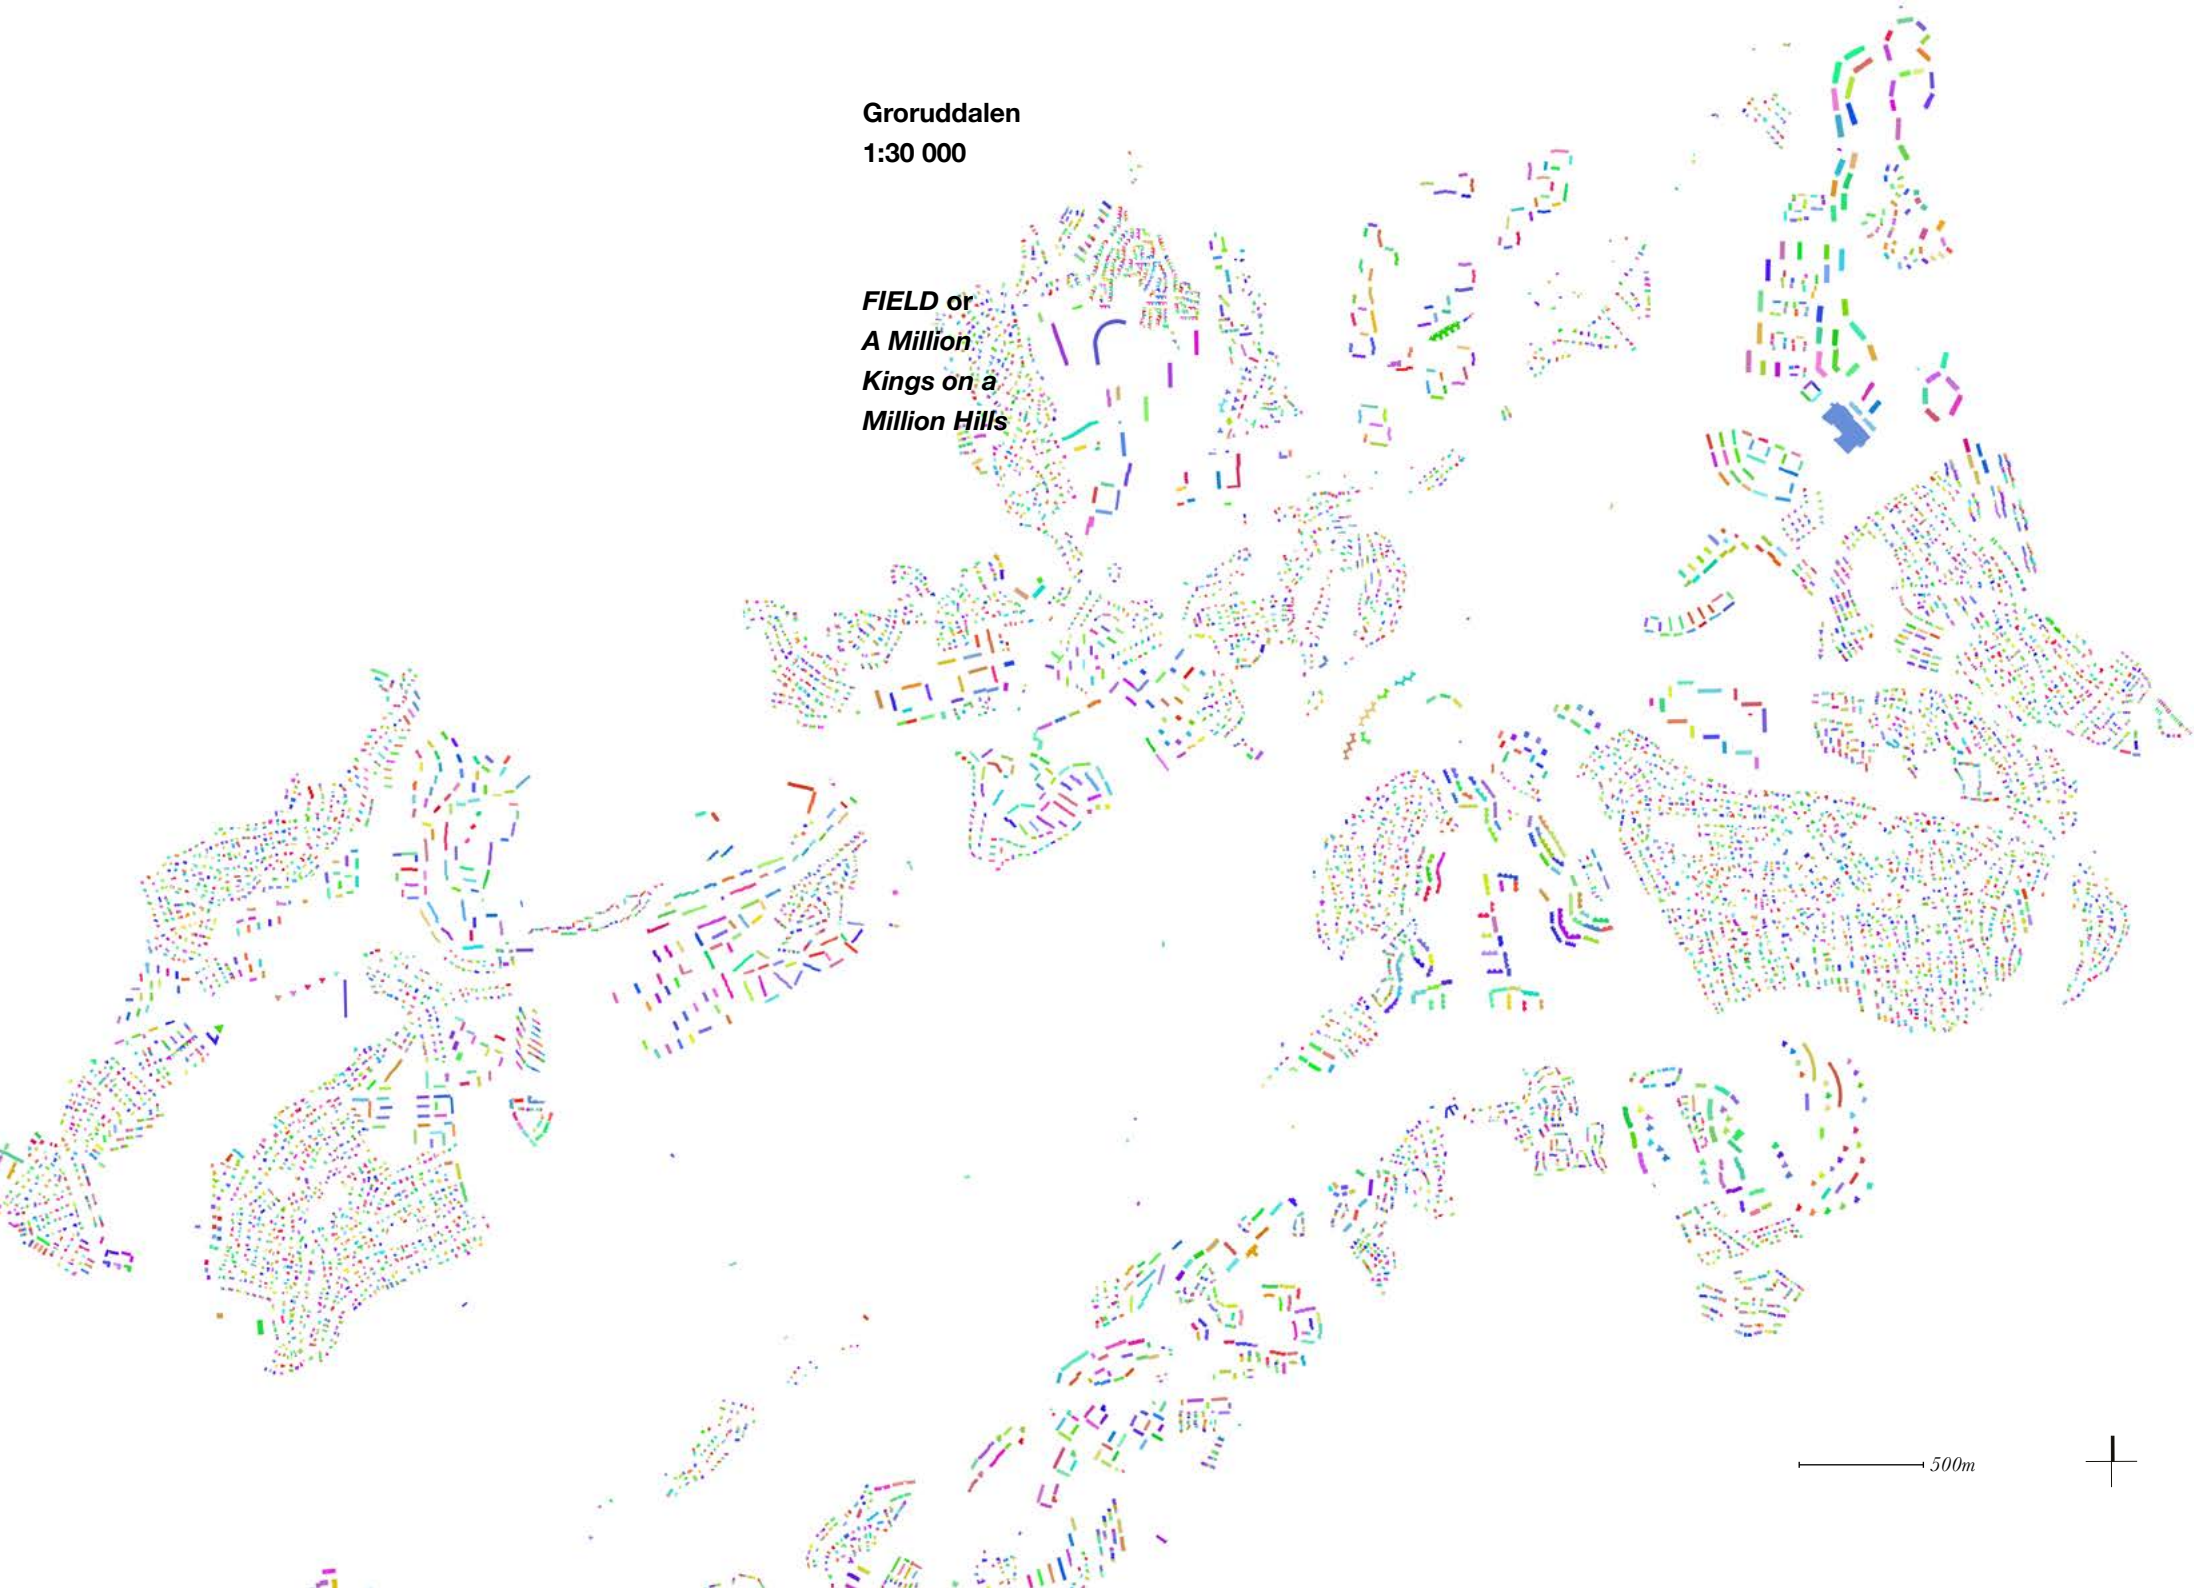 Groruddalen
1:30 000
FIELD or
A Million
Kings on a
Million Hills
500m